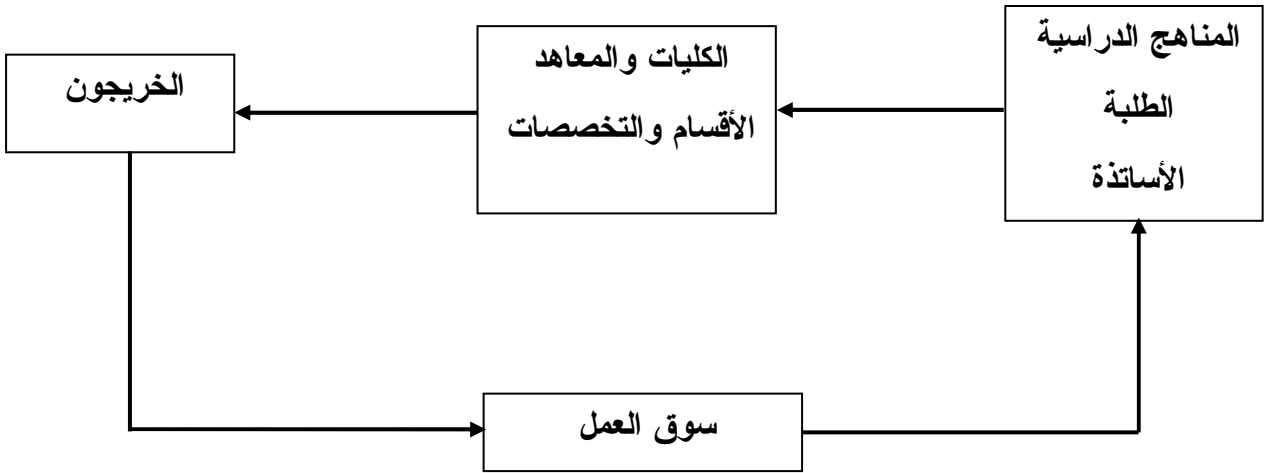 المناهج الدراسية
الطلبة
الأساتذة
الكليات والمعاهد
الأقسام والتخصصات
الخريجون
سوق العمل